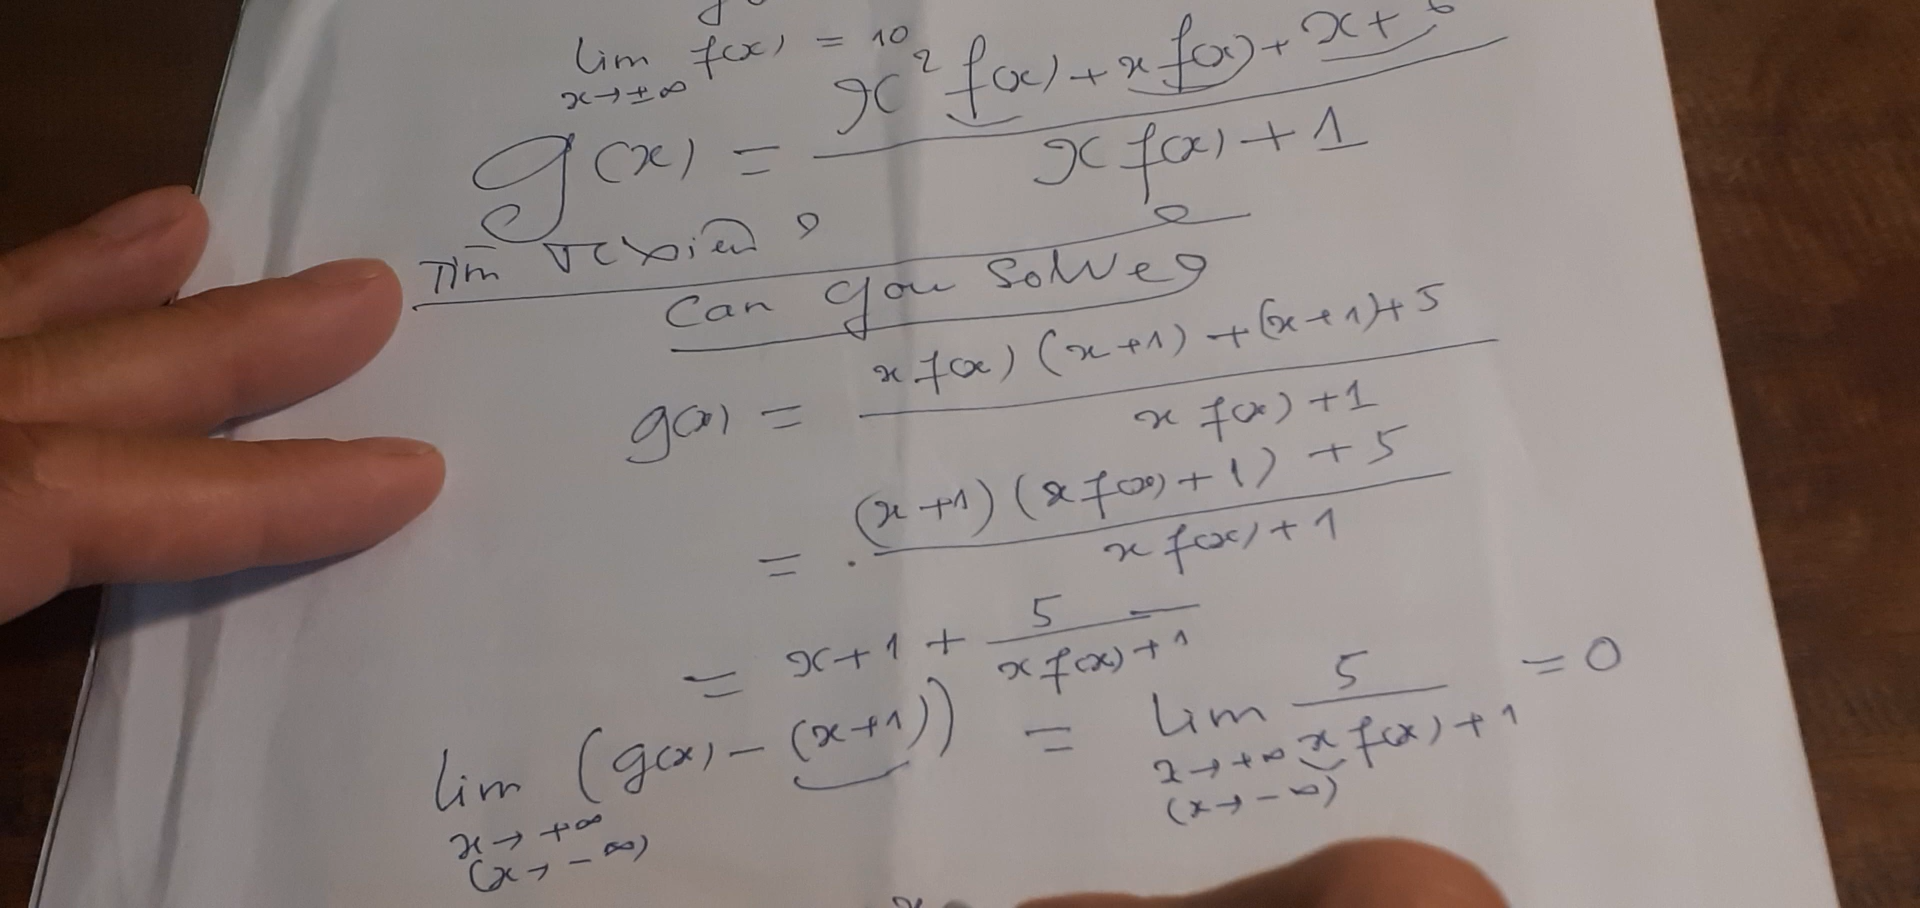 lim f(x) = 10
x→±∞
g(x) = x² f(x) + x f(x) + x + 6 / x f(x) + 1
Tìm TCXiên ?
Can you solve?
g(x) = x f(x) (x+1) + (x+1) + 5 / x f(x) + 1
= (x+1) (x f(x) + 1) + 5 / x f(x) + 1
= x + 1 + 5 / x f(x) + 1
lim (g(x) - (x+1)) = lim 5 / x f(x) + 1 = 0
x→+∞ x→+∞
(x→-∞) (x→-∞)